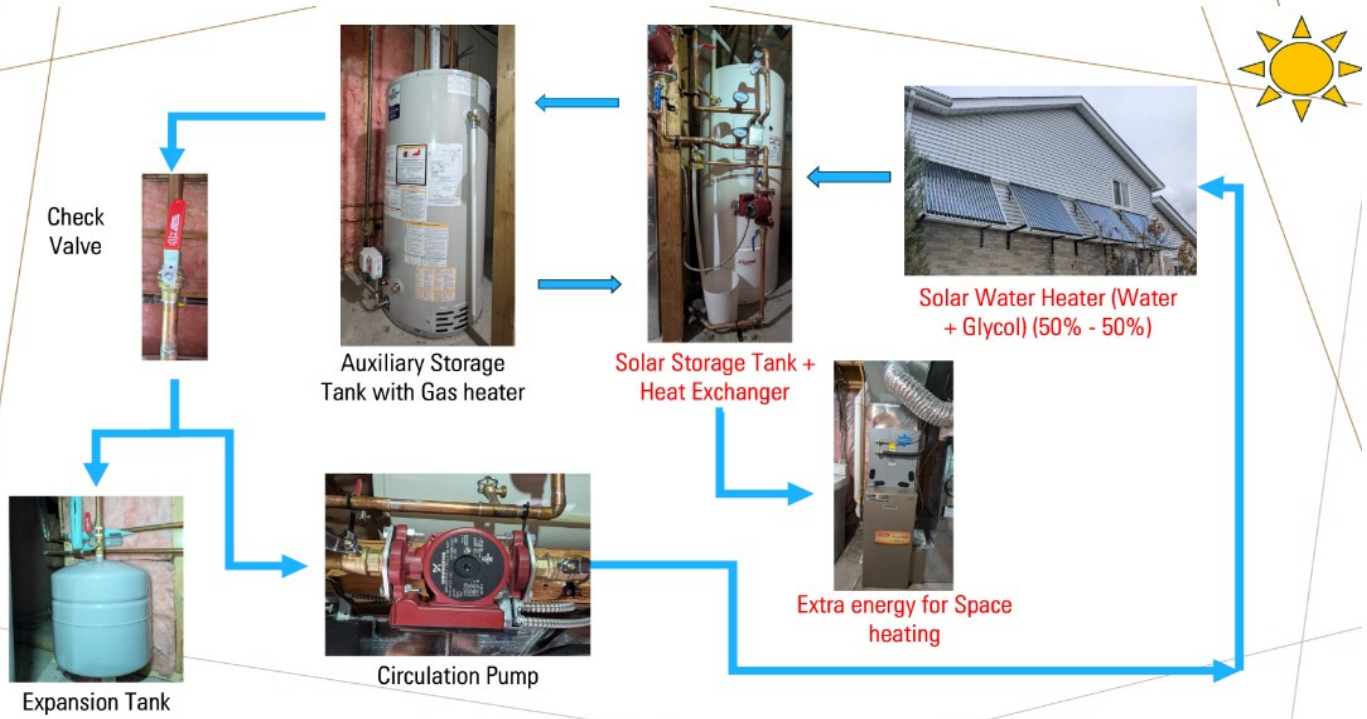 Check
Valve
Auxiliary Storage
Tank with Gas heater
Solar Storage Tank +
Heat Exchanger
Solar Water Heater (Water
+ Glycol) (50% - 50%)
Extra energy for Space
heating
Circulation Pump
Expansion Tank